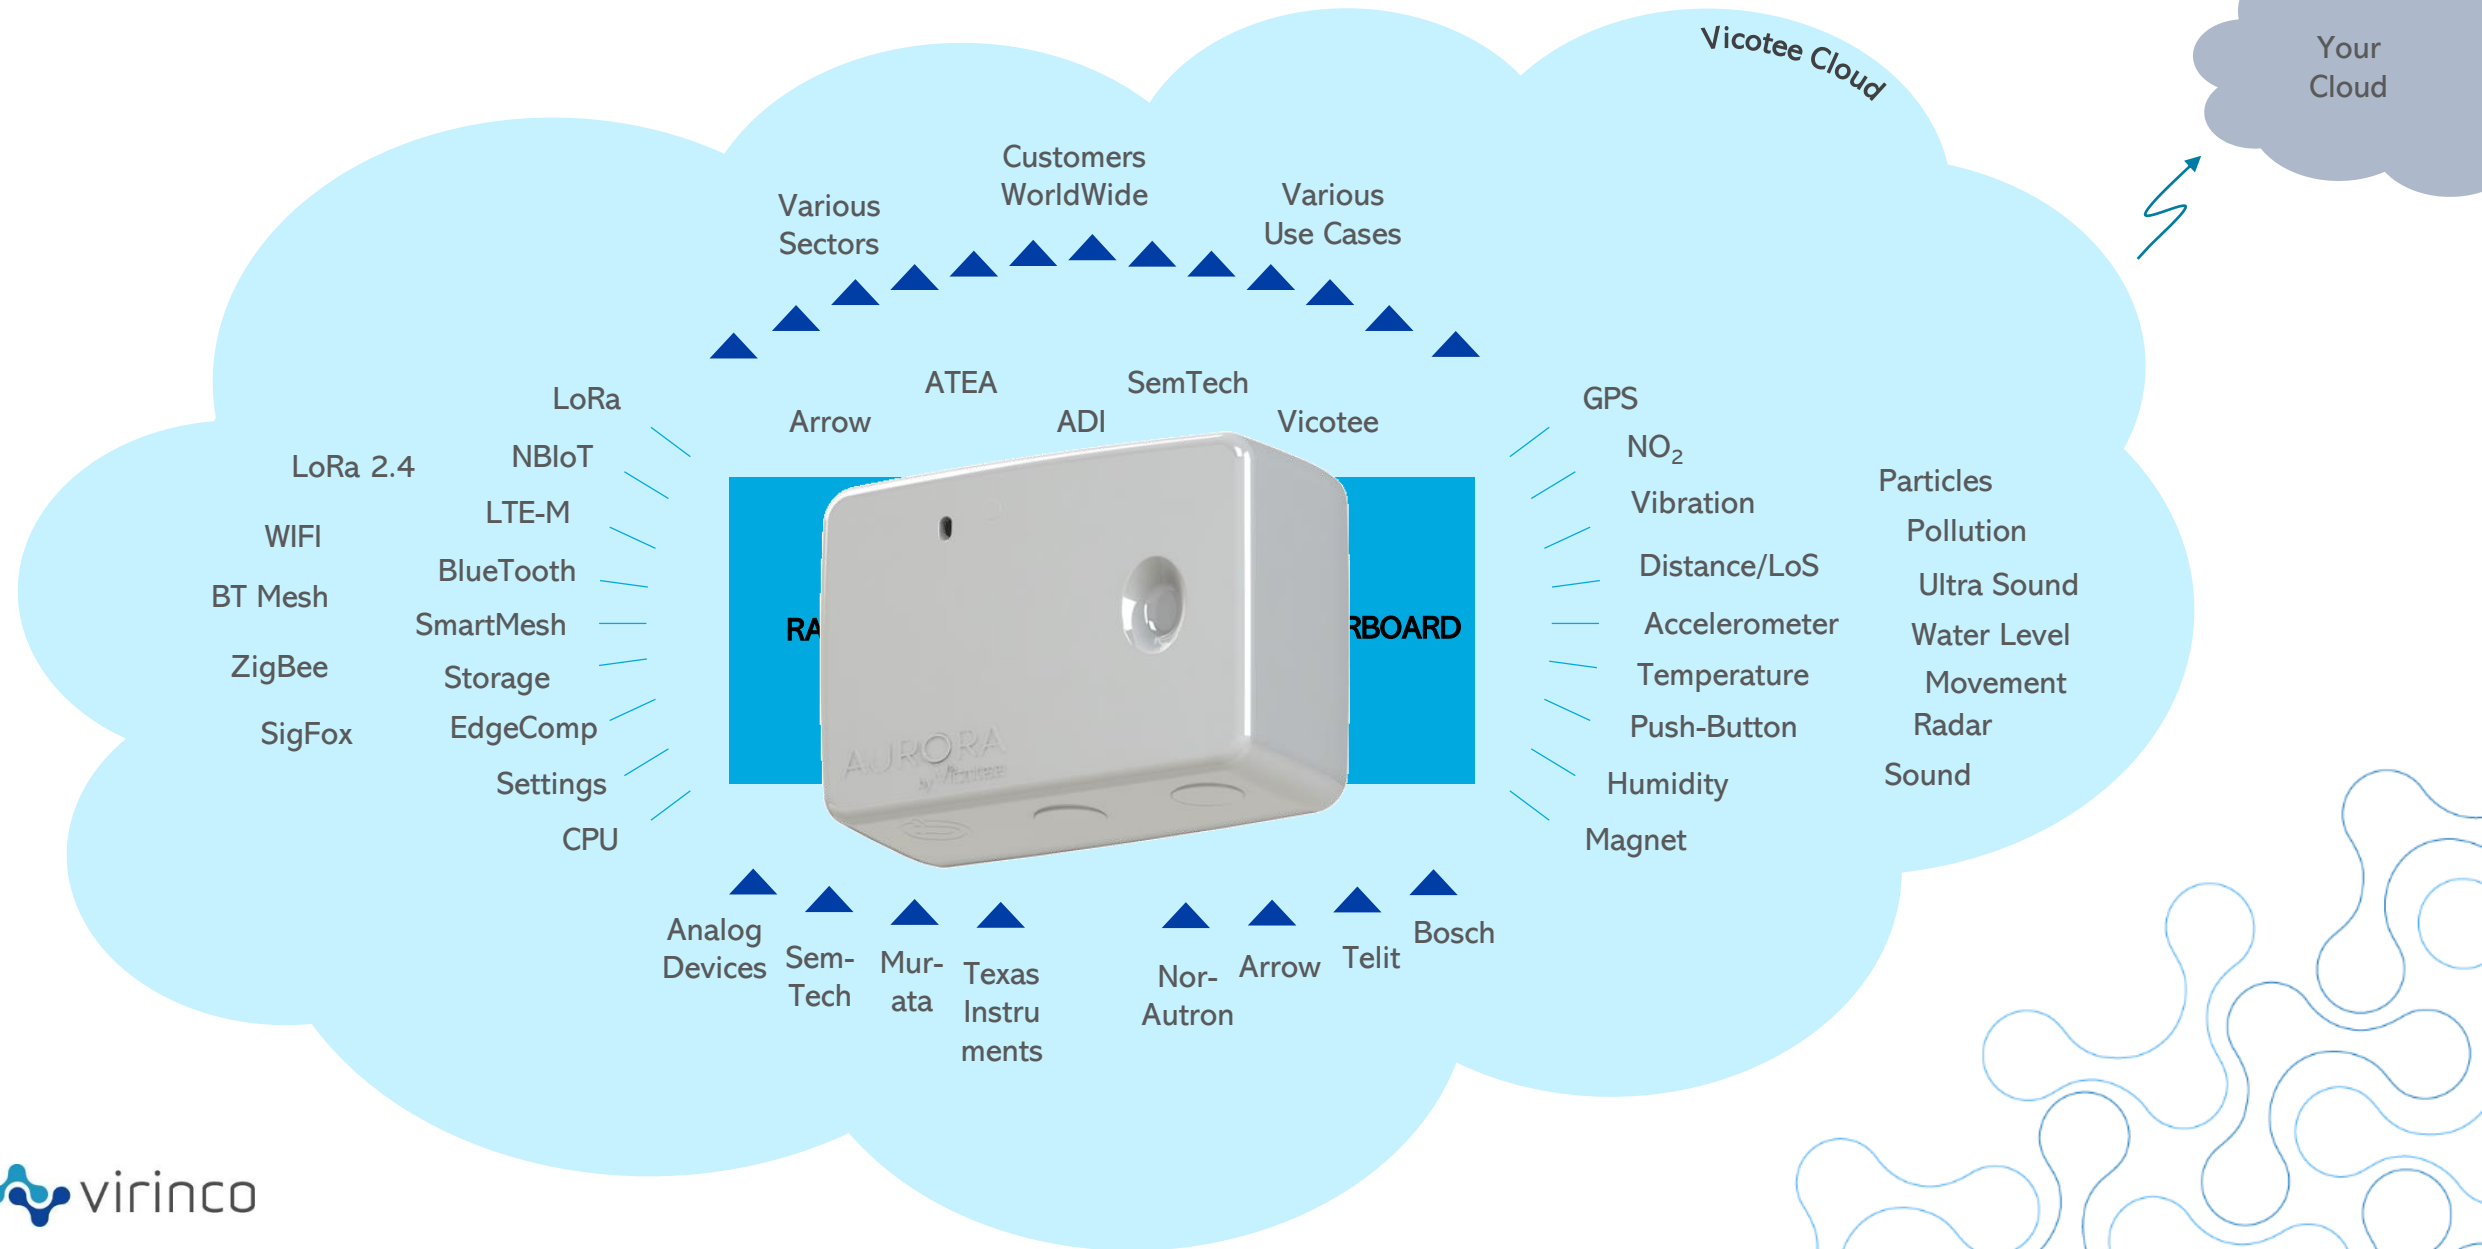 Your
Cloud
Vicotee Cloud
Customers
WorldWide
Various
Sectors
Various
Use Cases
ATEA
SemTech
Arrow
ADI
Vicotee
LoRa
NBIoT
LTE-M
BlueTooth
SmartMesh
Storage
EdgeComp
Settings
CPU
LoRa 2.4
WIFI
BT Mesh
ZigBee
SigFox
RA
RBOARD
AURORA
by Vicotee
GPS
NO₂
Vibration
Distance/LoS
Accelerometer
Temperature
Push-Button
Humidity
Magnet
Particles
Pollution
Ultra Sound
Water Level
Movement
Radar
Sound
Analog
Devices
Sem-
Tech
Mur-
ata
Texas
Instru
ments
Nor-
Autron
Arrow
Telit
Bosch
virinco